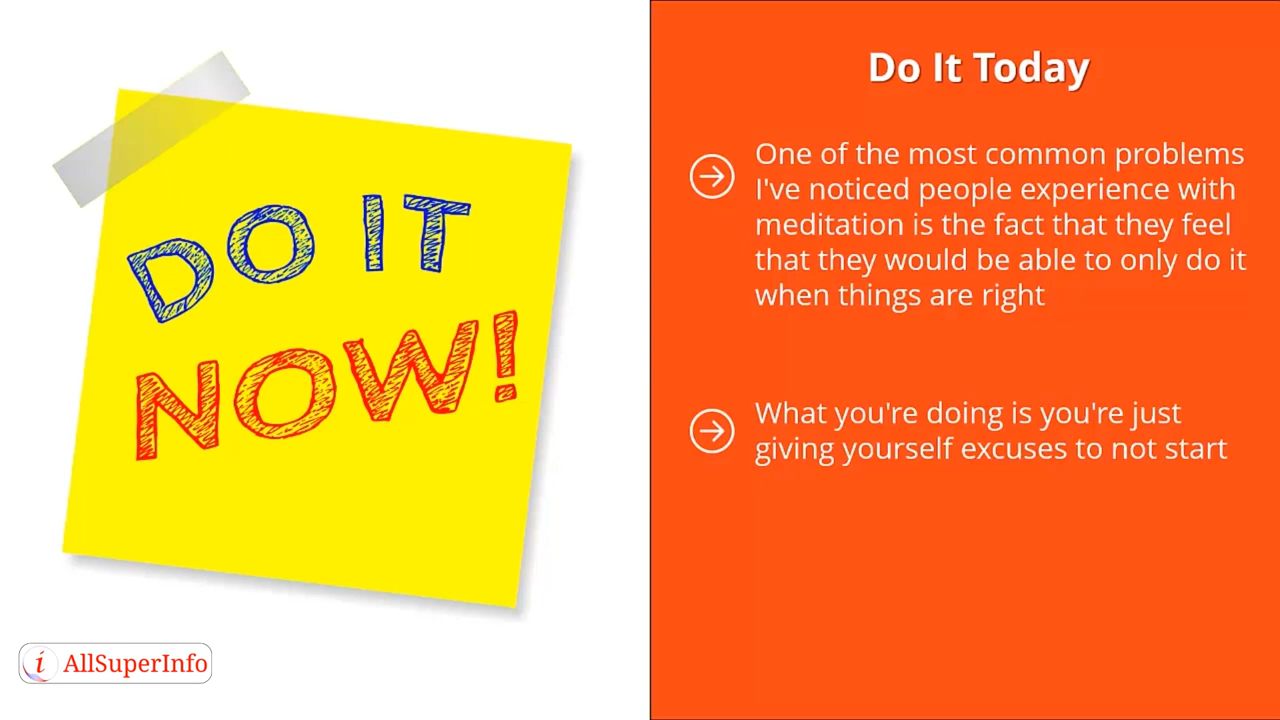 DO IT
NOW!
Do It Today
One of the most common problems
I've noticed people experience with
meditation is the fact that they feel
that they would be able to only do it
when things are right
What you're doing is you're just
giving yourself excuses to not start
i AllSuperInfo